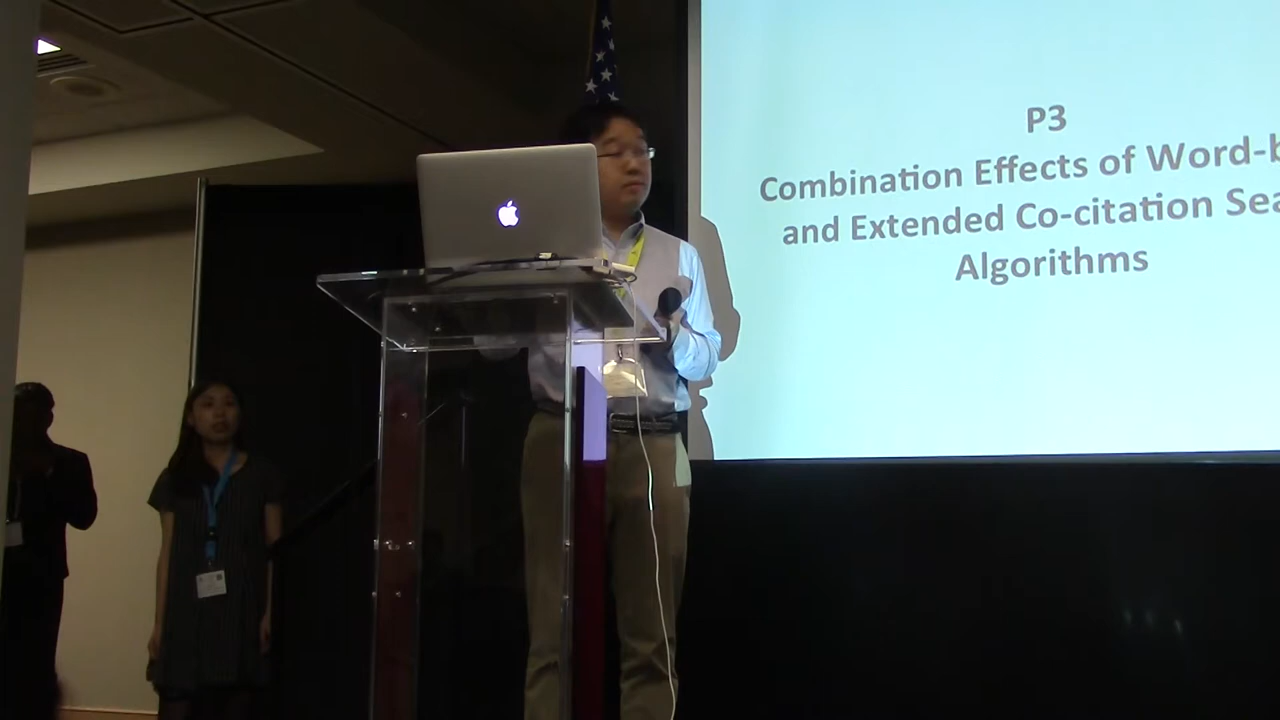 P3
Combination Effects of Word-b
and Extended Co-citation Sea
Algorithms